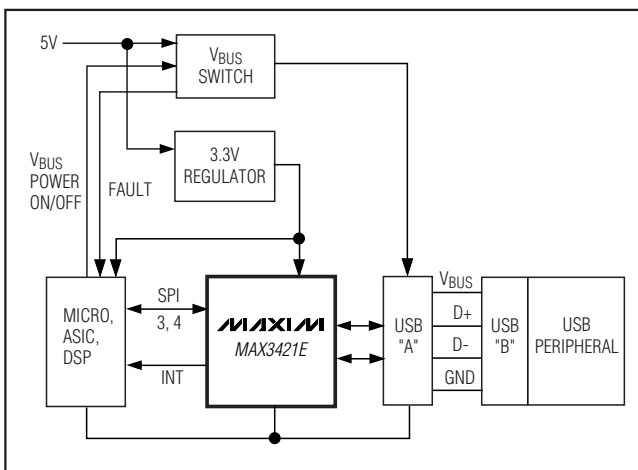 5V
VBUS
SWITCH
3.3V
REGULATOR
VBUS
POWER
ON/OFF
FAULT
MICRO,
ASIC,
DSP
SPI
3, 4
INT
MAXIM
MAX3421E
USB
"A"
VBUS
D+
D-
GND
USB
"B"
USB
PERIPHERAL